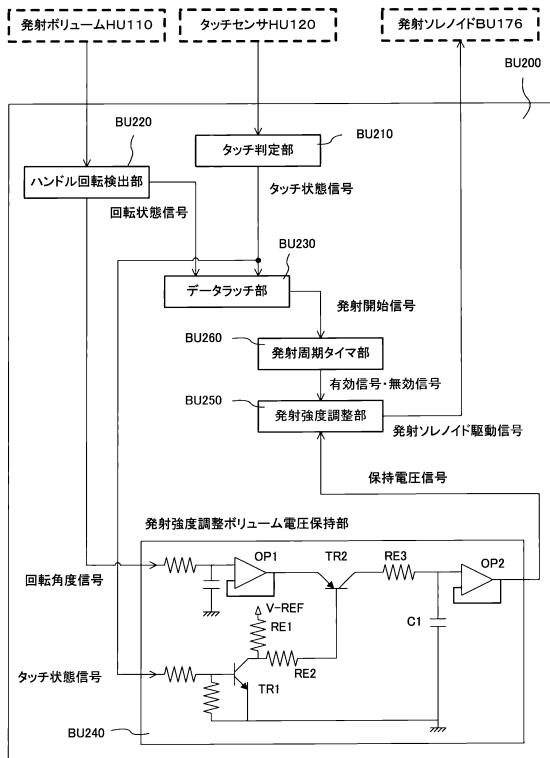 発射ボリュームHU110
タッチセンサHU120
発射ソレノイドBU176
BU200
BU220
BU210
ハンドル回転検出部
タッチ判定部
回転状態信号
タッチ状態信号
BU230
データラッチ部
発射開始信号
BU260
発射周期タイマ部
有効信号・無効信号
BU250
発射強度調整部
発射ソレノイド駆動信号
保持電圧信号
発射強度調整ボリューム電圧保持部
回転角度信号
OP1
TR2
RE3
OP2
V-REF
RE1
C1
RE2
タッチ状態信号
TR1
BU240